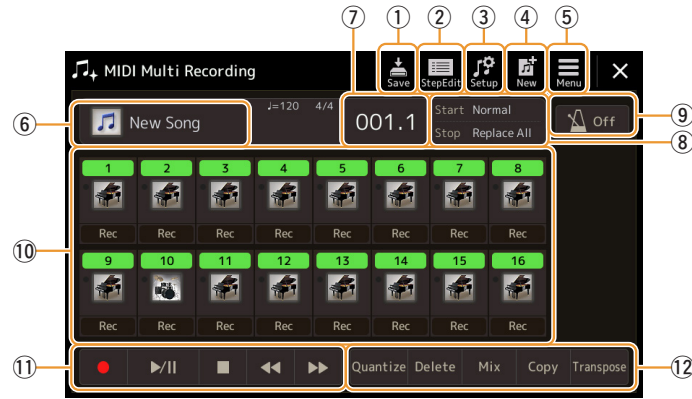 ⑦ ① ② ③ ④ ⑤
MIDI Multi Recording
Save StepEdit Setup New Menu
⑥ New Song ♩=120 4/4 001.1 Start Normal Off ⑨
Stop Replace All ⑧
1 2 3 4 5 6 7 8
Rec Rec Rec Rec Rec Rec Rec Rec
⑩
9 10 11 12 13 14 15 16
Rec Rec Rec Rec Rec Rec Rec Rec
⑪ Quantize Delete Mix Copy Transpose ⑫